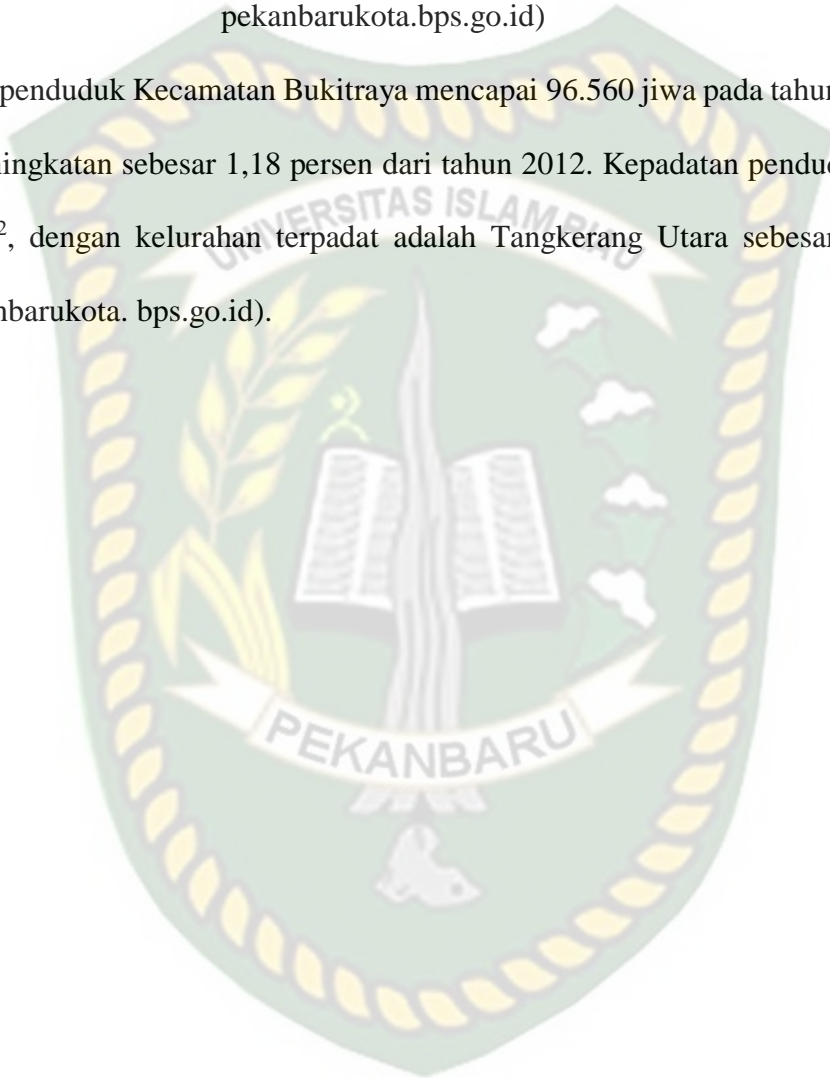 pekanbarukota.bps.go.id)
penduduk Kecamatan Bukitraya mencapai 96.560 jiwa pada tahun
ningkatan sebesar 1,18 persen dari tahun 2012. Kepadatan pendud
², dengan kelurahan terpadat adalah Tangkerang Utara sebesar
nbarukota. bps.go.id).
UNIVERSITAS ISLAM RIAU
PEKANBARU